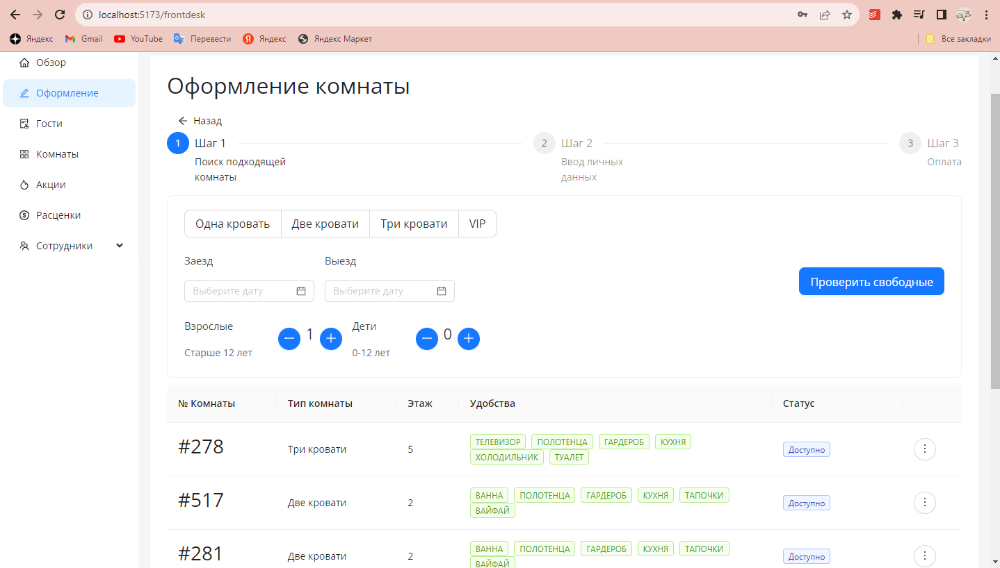 localhost:5173/frontdesk
Яндекс Gmail YouTube Перевести Яндекс Яндекс Маркет Все закладки
Обзор
Оформление
Гости
Комнаты
Акции
Расценки
Сотрудники
Оформление комнаты
Назад
1 Шаг 1
Поиск подходящей
комнаты
2 Шаг 2
Ввод личных
данных
3 Шаг 3
Оплата
Одна кровать Две кровати Три кровати VIP
Заезд Выезд
Выберите дату Выберите дату
Проверить свободные
Взрослые 1 Дети 0
Старше 12 лет 0-12 лет
№ Комнаты Тип комнаты Этаж Удобства Статус
#278 Три кровати 5 ТЕЛЕВИЗОР ПОЛОТЕНЦА ГАРДЕРОБ КУХНЯ
ХОЛОДИЛЬНИК ТУАЛЕТ Доступно
#517 Две кровати 2 ВАННА ПОЛОТЕНЦА ГАРДЕРОБ КУХНЯ ТАПОЧКИ
ВАЙФАЙ Доступно
#281 Две кровати 2 ВАННА ПОЛОТЕНЦА ГАРДЕРОБ КУХНЯ ТАПОЧКИ
ВАЙФАЙ Доступно